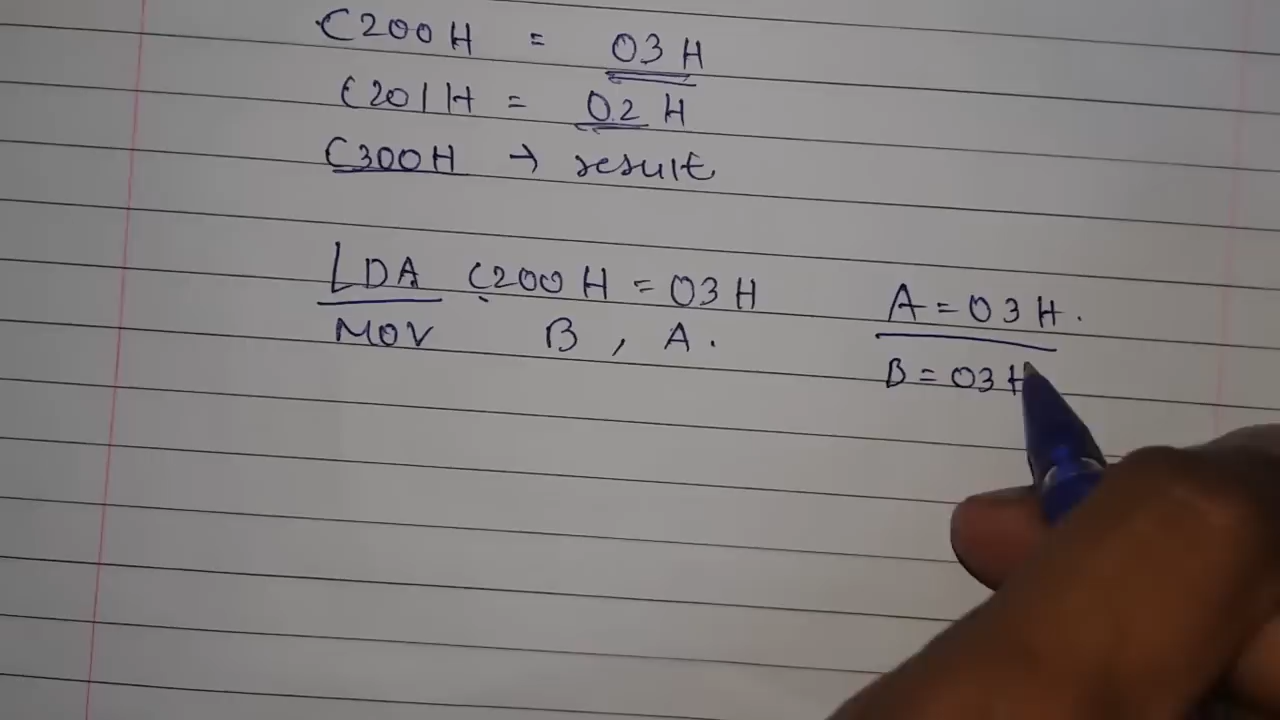 C200H = 03H
C201H = 02H
C300H → result
LDA C200H = 03H
A = 03H.
MOV B, A.
B = 03H